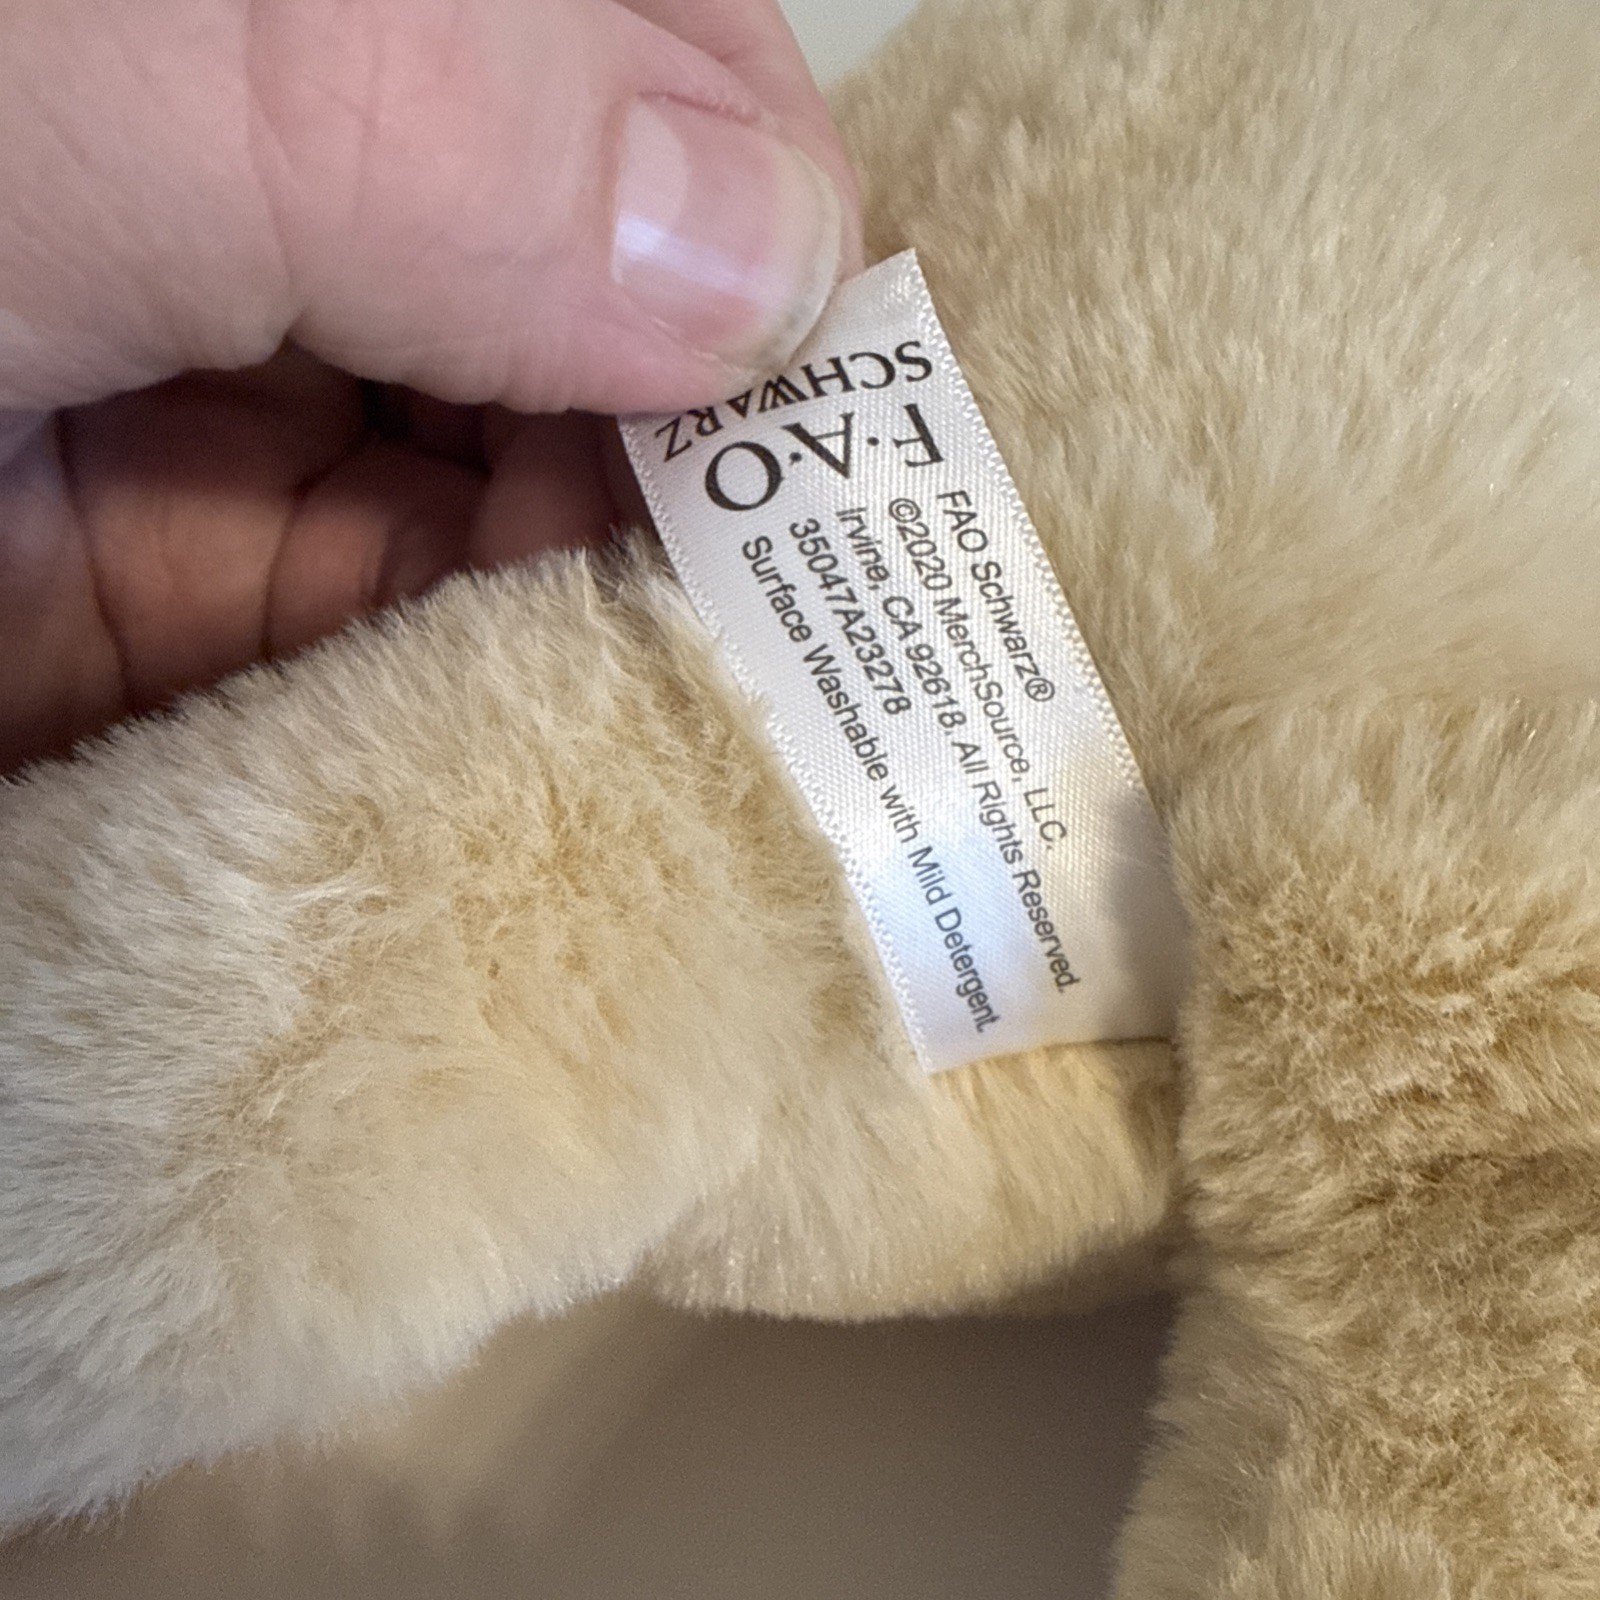 F·A·O
SCHWARZ
FAO Schwarz®
©2020 MerchSource, LLC.
Irvine, CA 92618. All Rights Reserved.
35047A23278
Surface Washable with Mild Detergent.